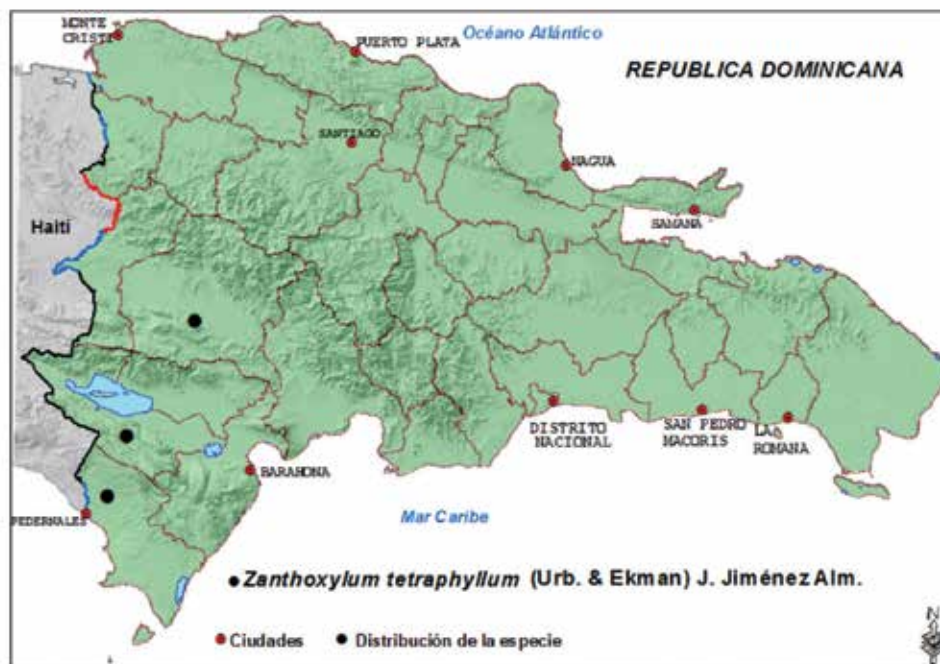 MONTE
CRISTI
PUERTO PLATA
Océano Atlántico
REPUBLICA DOMINICANA
SANTIAGO
NAGUA
SAMANA
Haití
DISTRITO
NACIONAL
SAN PEDRO
MACORIS
LA
ROMANA
BARAHONA
PEDERNALES
Mar Caribe
Zanthoxylum tetraphyllum (Urb. & Ekman) J. Jiménez Alm.
Ciudades
Distribución de la especie
N